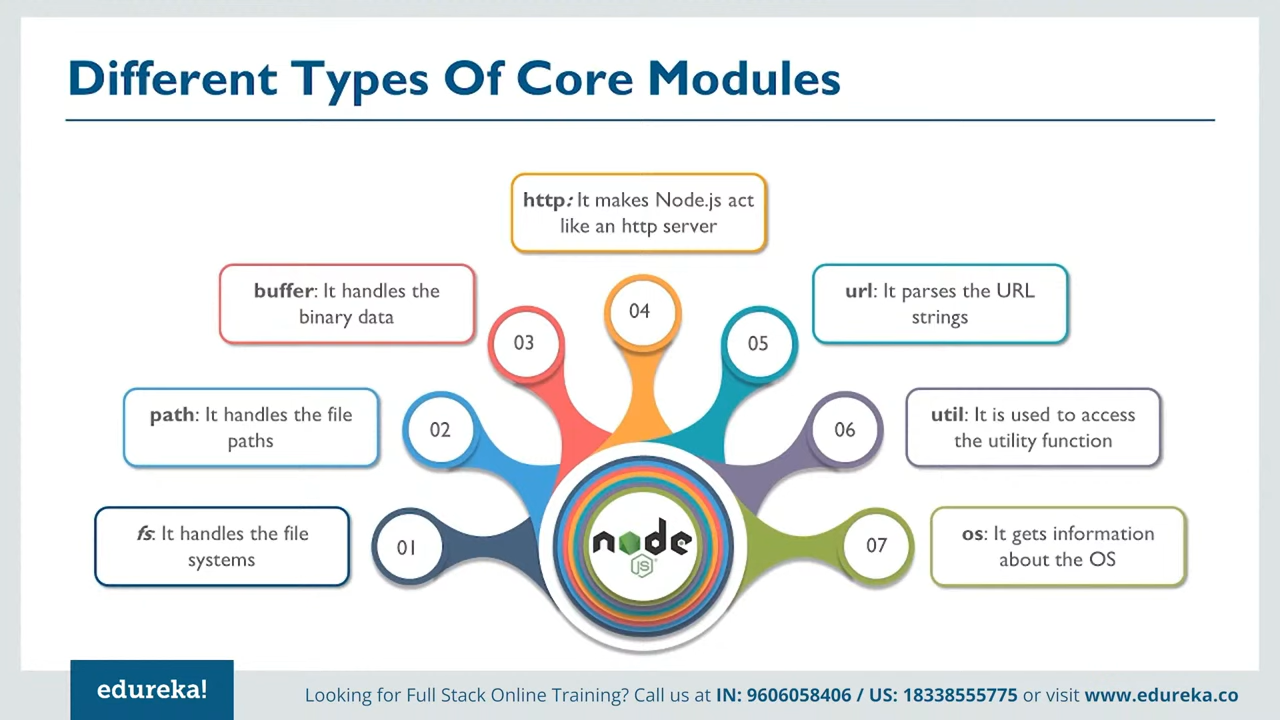 Different Types Of Core Modules
http: It makes Node.js act
like an http server
buffer: It handles the
binary data
url: It parses the URL
strings
path: It handles the file
paths
util: It is used to access
the utility function
fs: It handles the file
systems
os: It gets information
about the OS
01
02
03
04
05
06
07
node
JS
edureka!
Looking for Full Stack Online Training? Call us at IN: 9606058406 / US: 18338555775 or visit www.edureka.co